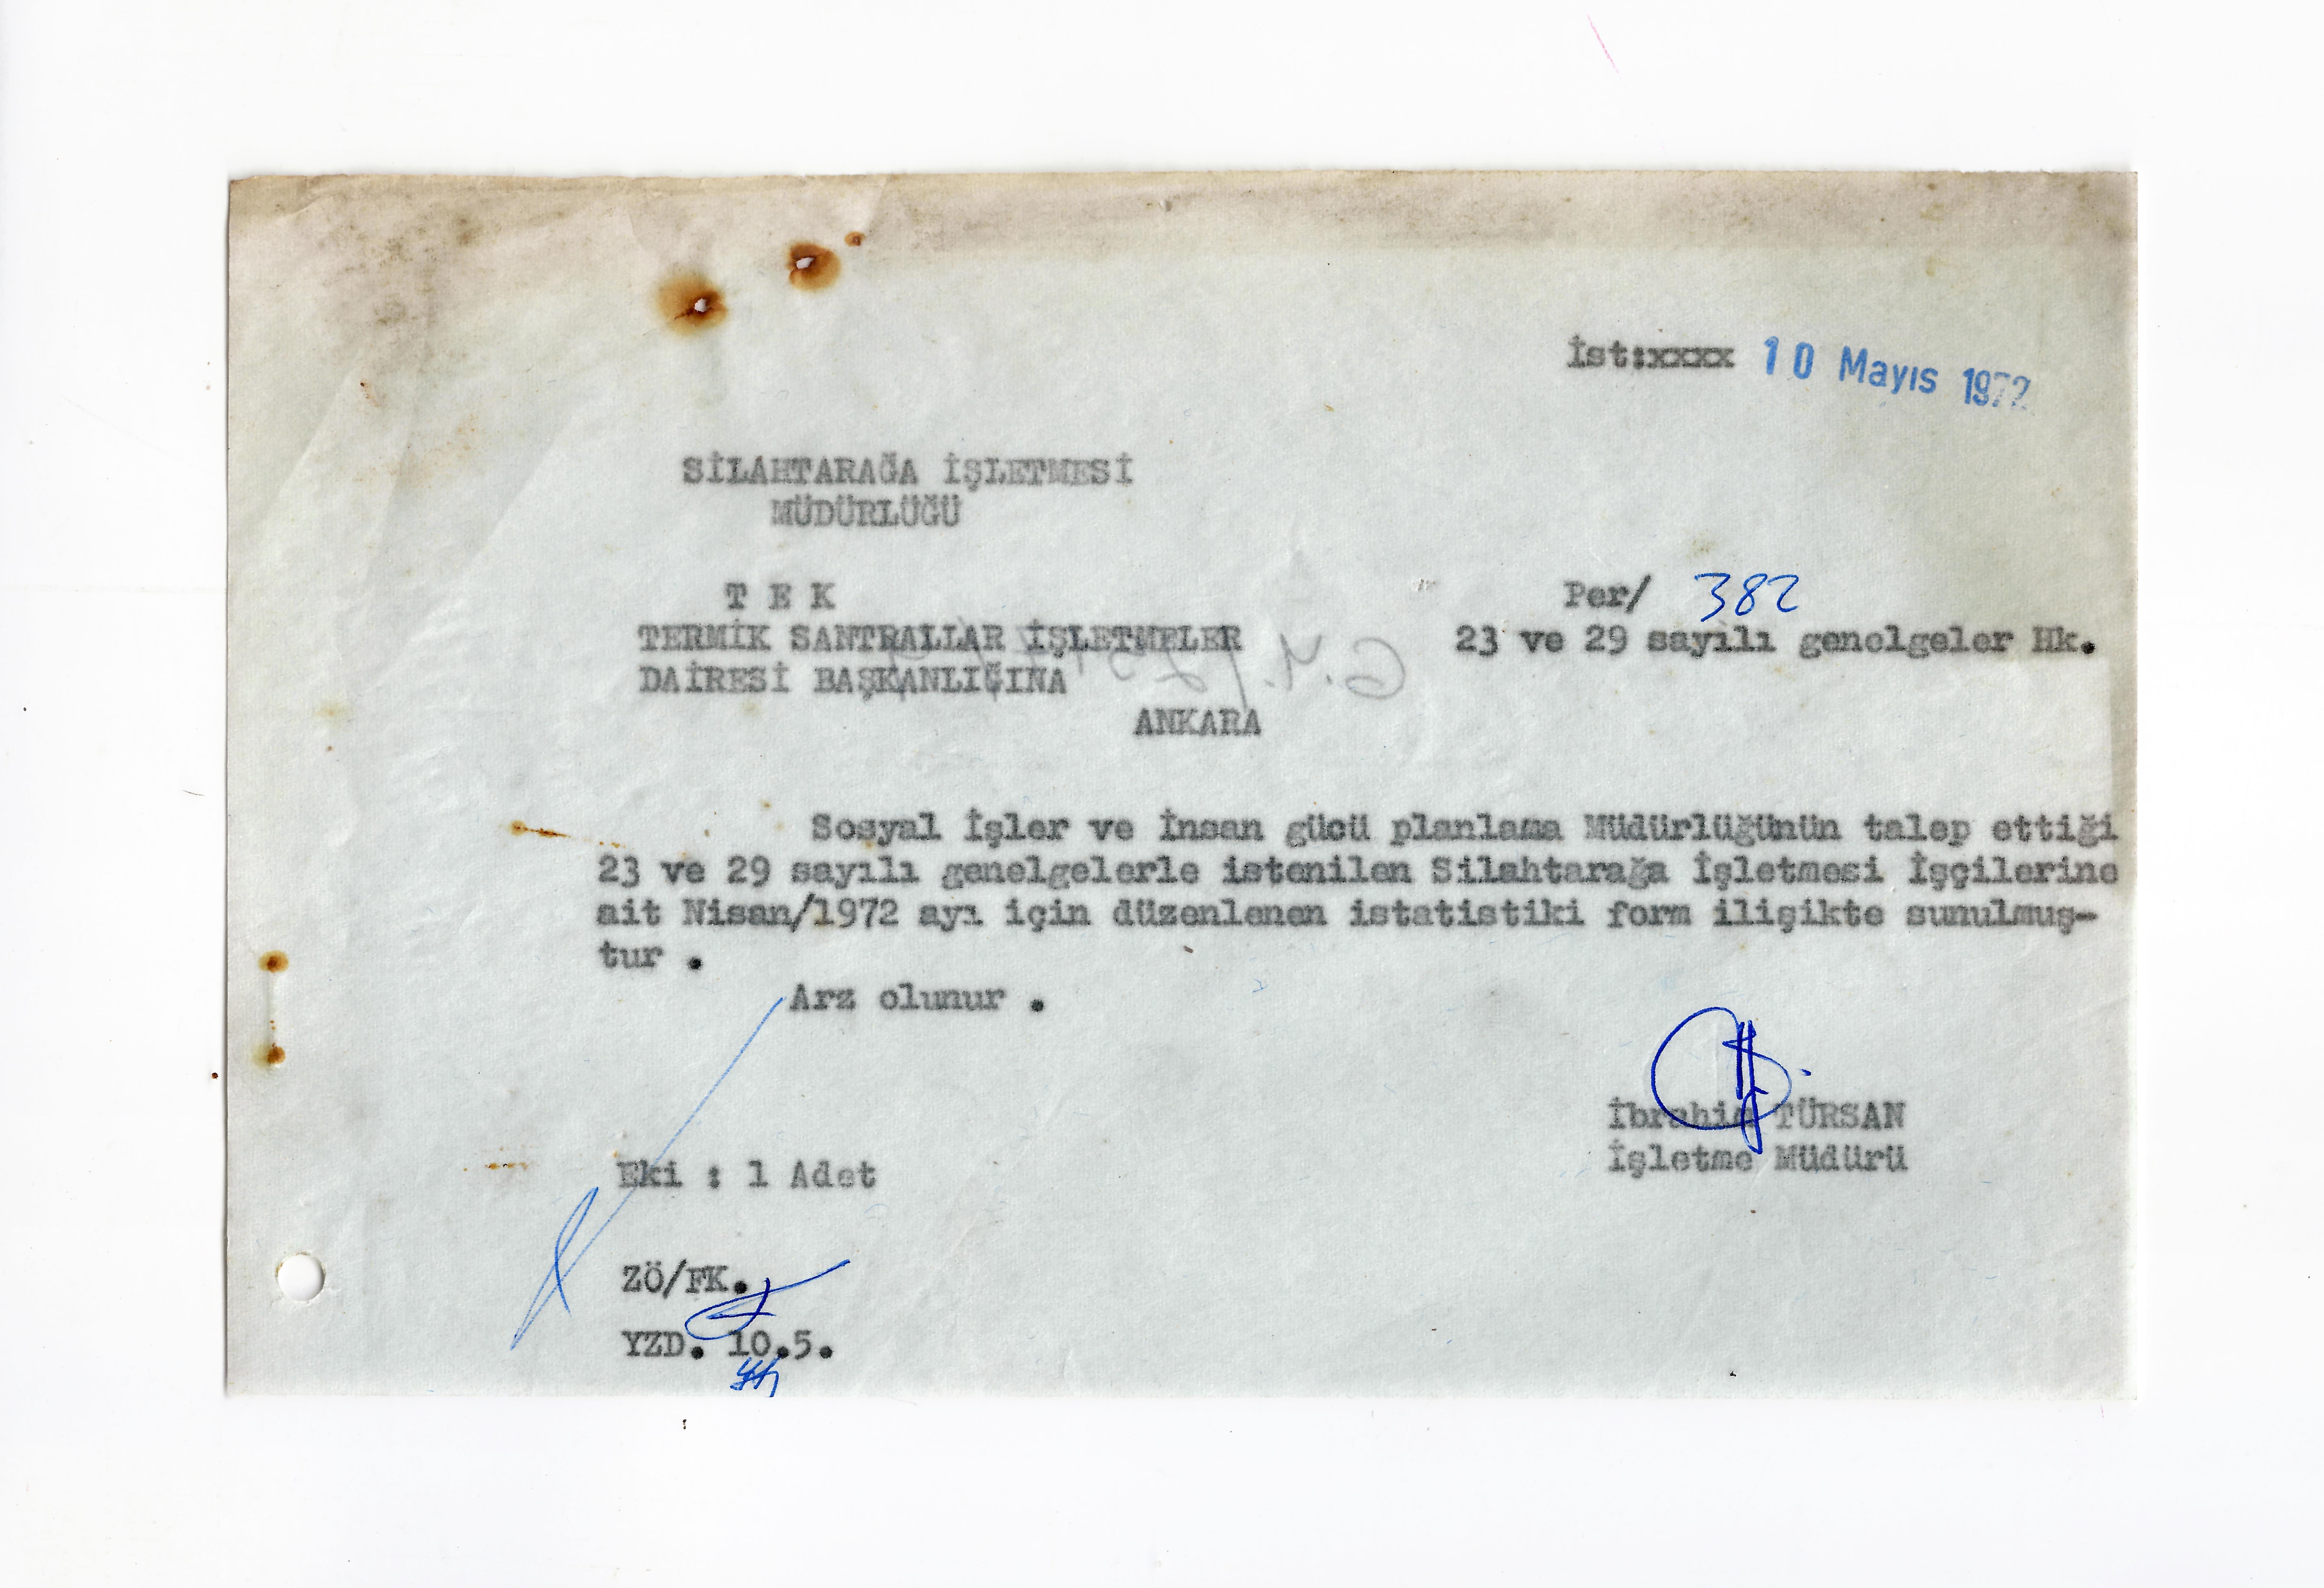 İst:xxxx 10 Mayıs 1972
SİLAHTARAĞA İŞLETMESİ
MÜDÜRLÜĞÜ
T E K
TERMİK SANTRALLAR İŞLETMELER
DAİRESİ BAŞKANLIĞINA
ANKARA
Per/ 382
23 ve 29 sayılı genelgeler Hk.
Sosyal İşler ve İnsan gücü planlama Müdürlüğünün talep ettiği
23 ve 29 sayılı genelgelerle istenilen Silahtarağa İşletmesi İşçilerine
ait Nisan/1972 ayı için düzenlenen istatistiki form ilişikte sunulmuş-
tur .
Arz olunur .
İbrahim TÜRSAN
İşletme Müdürü
Eki : 1 Adet
ZÖ/FK.
YZD. 10.5.